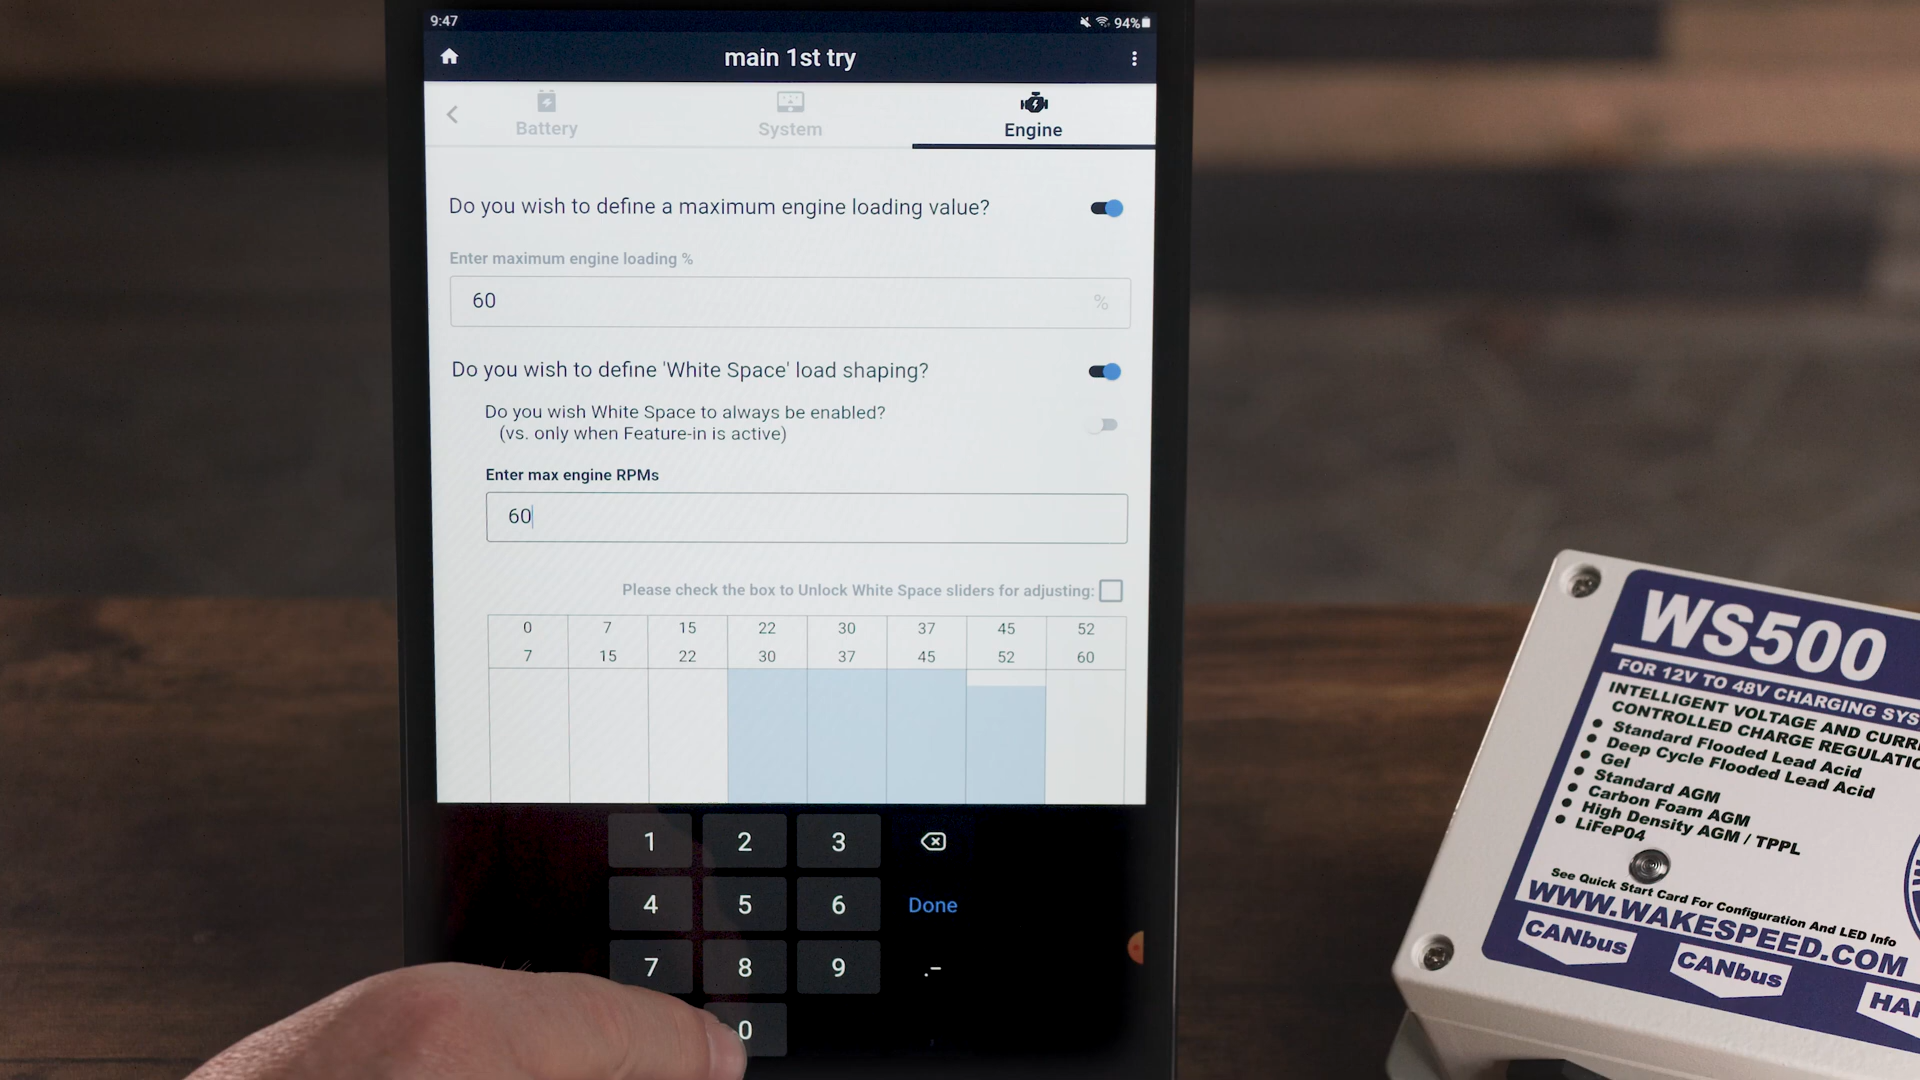 9:47
94%
main 1st try
Battery
System
Engine
Do you wish to define a maximum engine loading value?
Enter maximum engine loading %
60
%
Do you wish to define 'White Space' load shaping?
Do you wish White Space to always be enabled?
(vs. only when Feature-in is active)
Enter max engine RPMs
60
Please check the box to Unlock White Space sliders for adjusting:
0 7 15 22 30 37 45 52
7 15 22 30 37 45 52 60
1 2 3
4 5 6 Done
7 8 9 .-
0
WS500
FOR 12V TO 48V CHARGING SYS
INTELLIGENT VOLTAGE AND CURR
CONTROLLED CHARGE REGULATIO
• Standard Flooded Lead Acid
• Deep Cycle Flooded Lead Acid
• Gel
• Standard AGM
• Carbon Foam AGM
• High Density AGM / TPPL
• LiFeP04
See Quick Start Card For Configuration And LED Info
WWW.WAKESPEED.COM
CANbus
CANbus
HAR